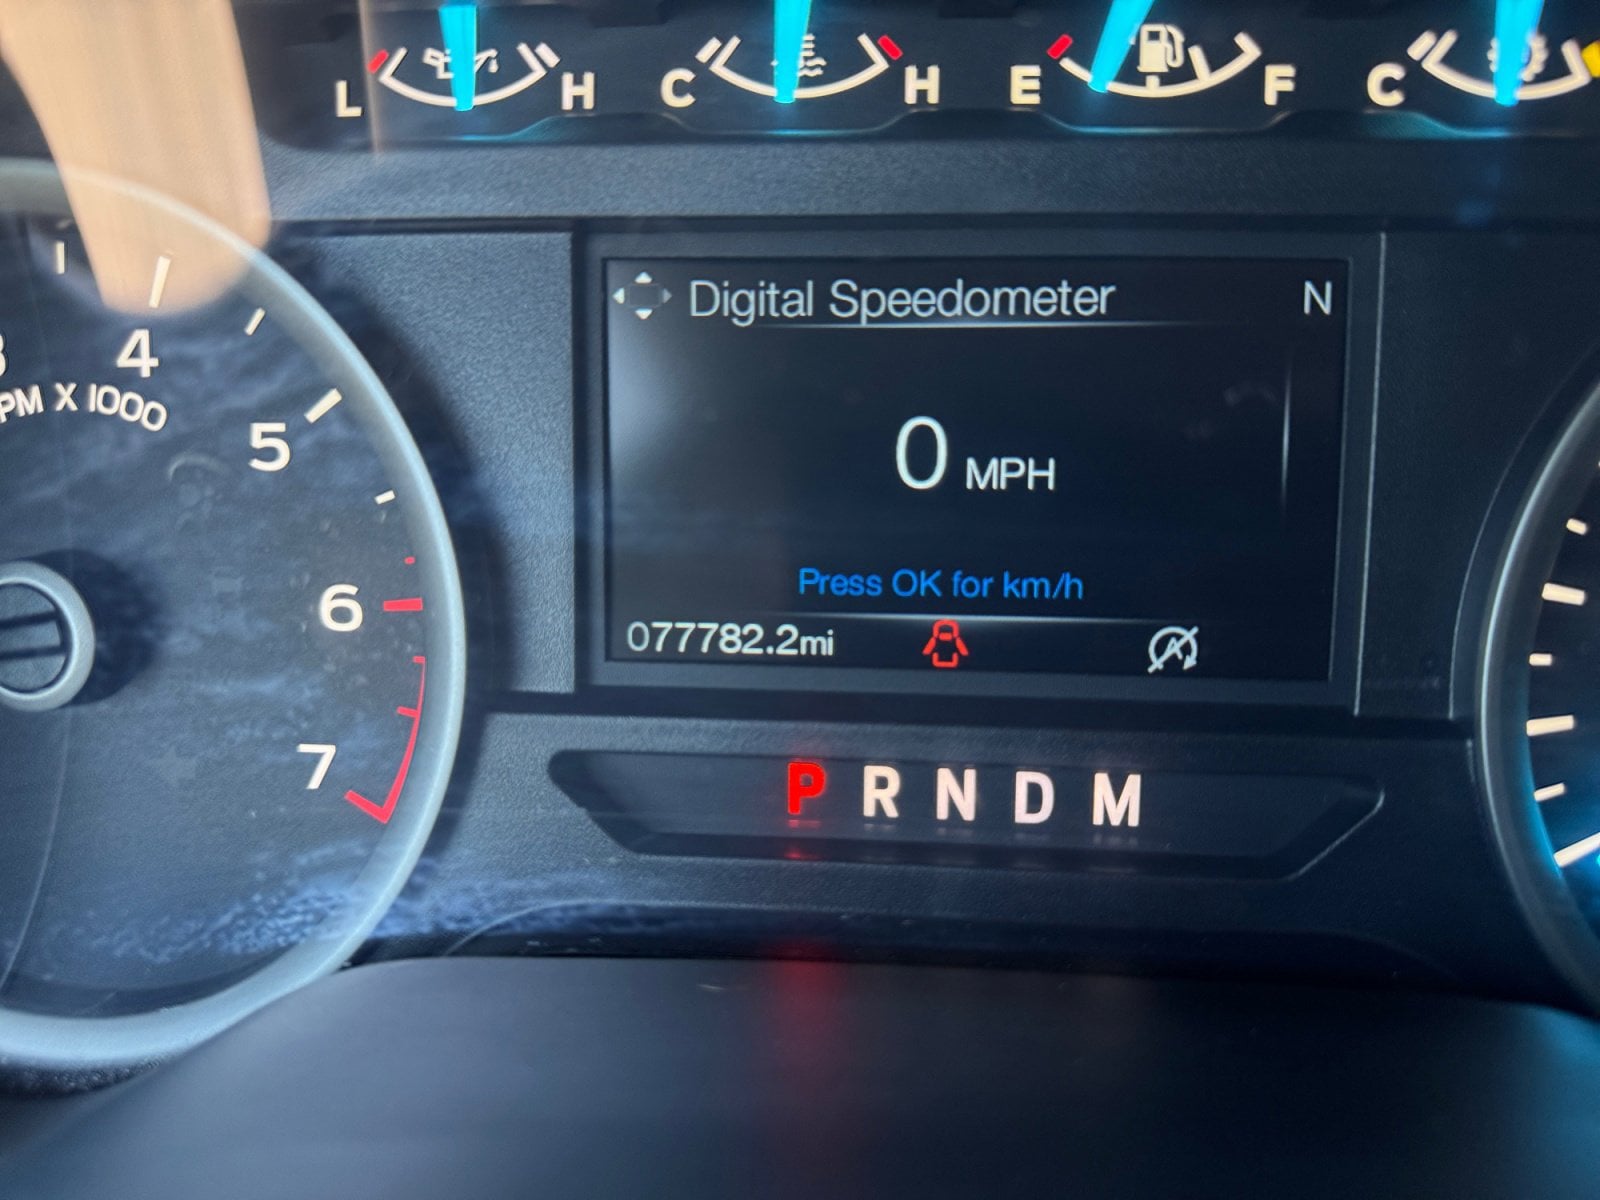 L H C H E F C
Digital Speedometer N
4
PM X 1000
5
0 MPH
6
Press OK for km/h
077782.2mi
7
P R N D M